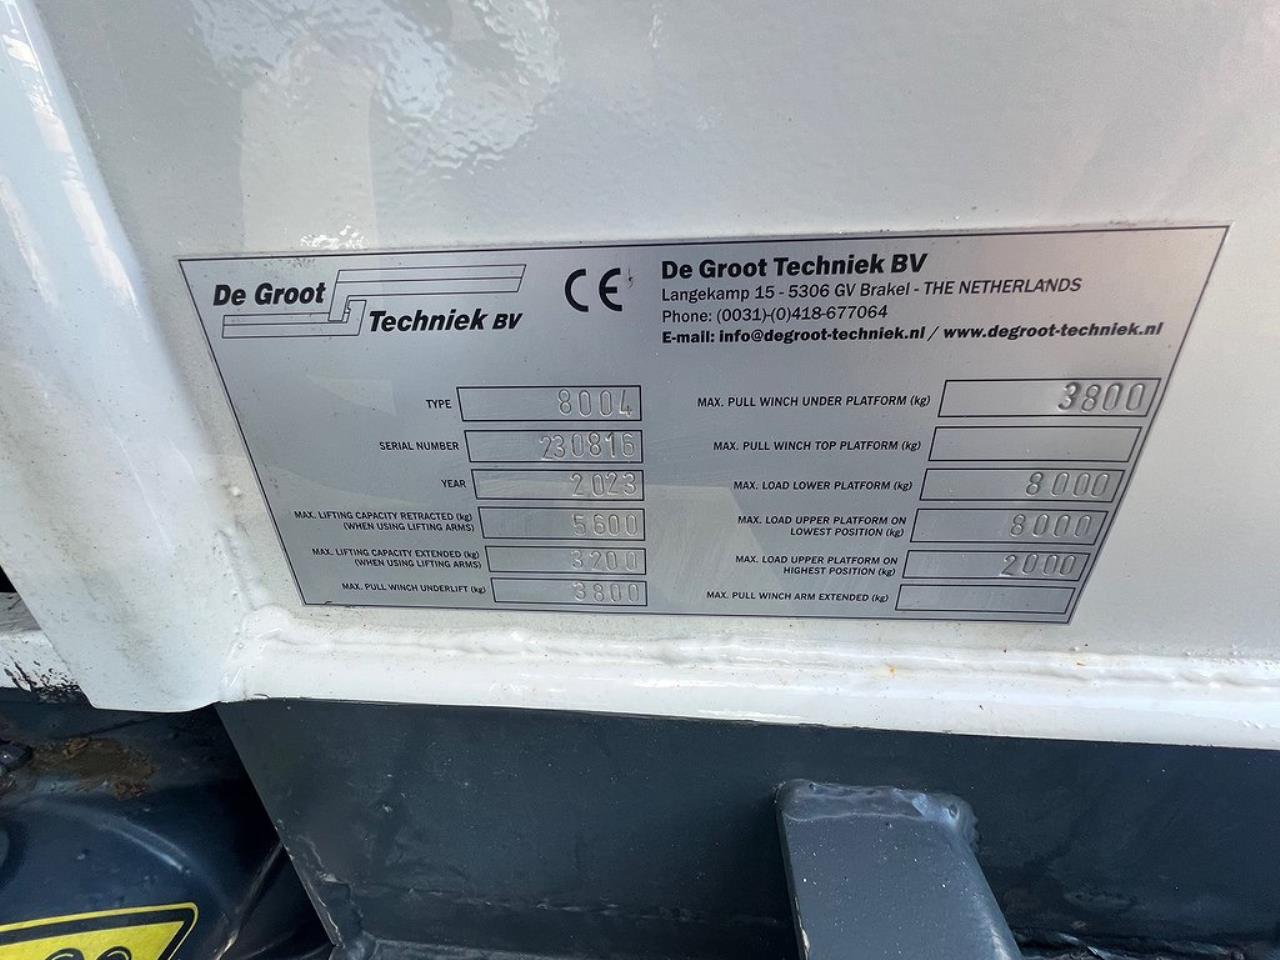 De Groot
Techniek BV
CE
De Groot Techniek BV
Langekamp 15 - 5306 GV Brakel - THE NETHERLANDS
Phone: (0031)-(0)418-677064
E-mail: info@degroot-techniek.nl / www.degroot-techniek.nl
TYPE 8004
SERIAL NUMBER 230816
YEAR 2023
MAX. LIFTING CAPACITY RETRACTED (kg)
(WHEN USING LIFTING ARMS) 5600
MAX. LIFTING CAPACITY EXTENDED (kg)
(WHEN USING LIFTING ARMS) 3200
MAX. PULL WINCH UNDERLIFT (kg) 3800
MAX. PULL WINCH UNDER PLATFORM (kg) 3800
MAX. PULL WINCH TOP PLATFORM (kg)
MAX. LOAD LOWER PLATFORM (kg) 8000
MAX. LOAD UPPER PLATFORM ON
LOWEST POSITION (kg) 8000
MAX. LOAD UPPER PLATFORM ON
HIGHEST POSITION (kg) 2000
MAX. PULL WINCH ARM EXTENDED (kg)